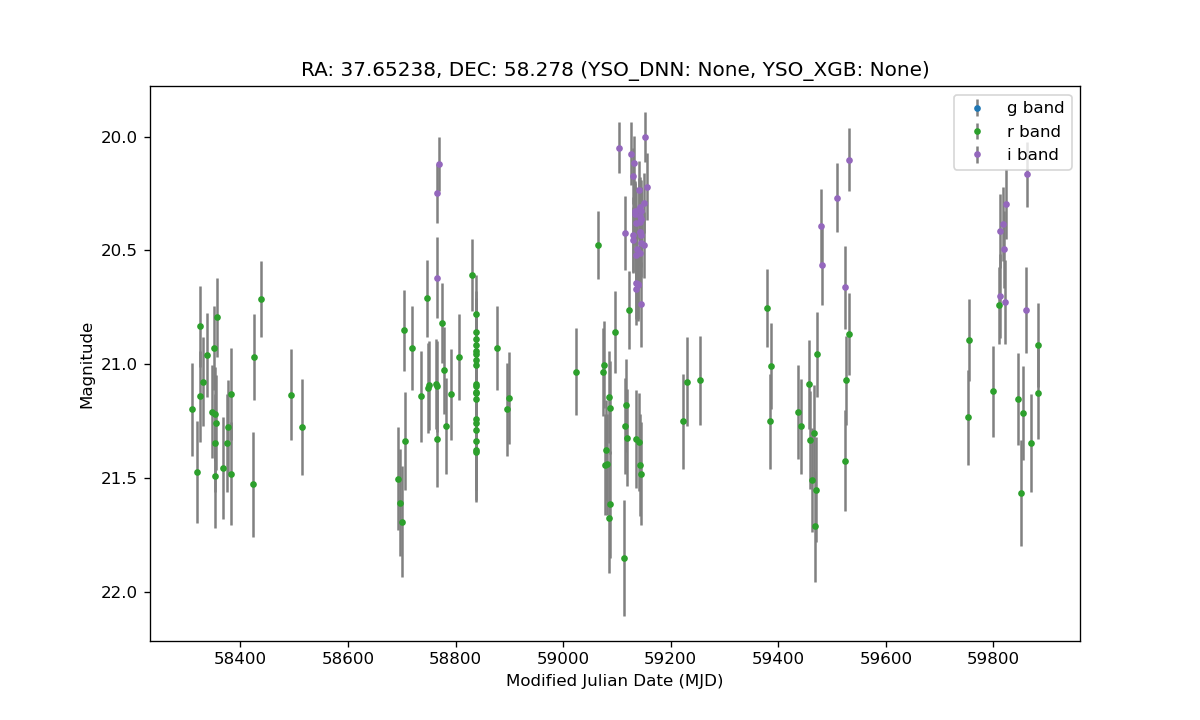 RA: 37.65238, DEC: 58.278 (YSO_DNN: None, YSO_XGB: None)
g band
r band
i band
Magnitude
20.0
20.5
21.0
21.5
22.0
58400 58600 58800 59000 59200 59400 59600 59800
Modified Julian Date (MJD)